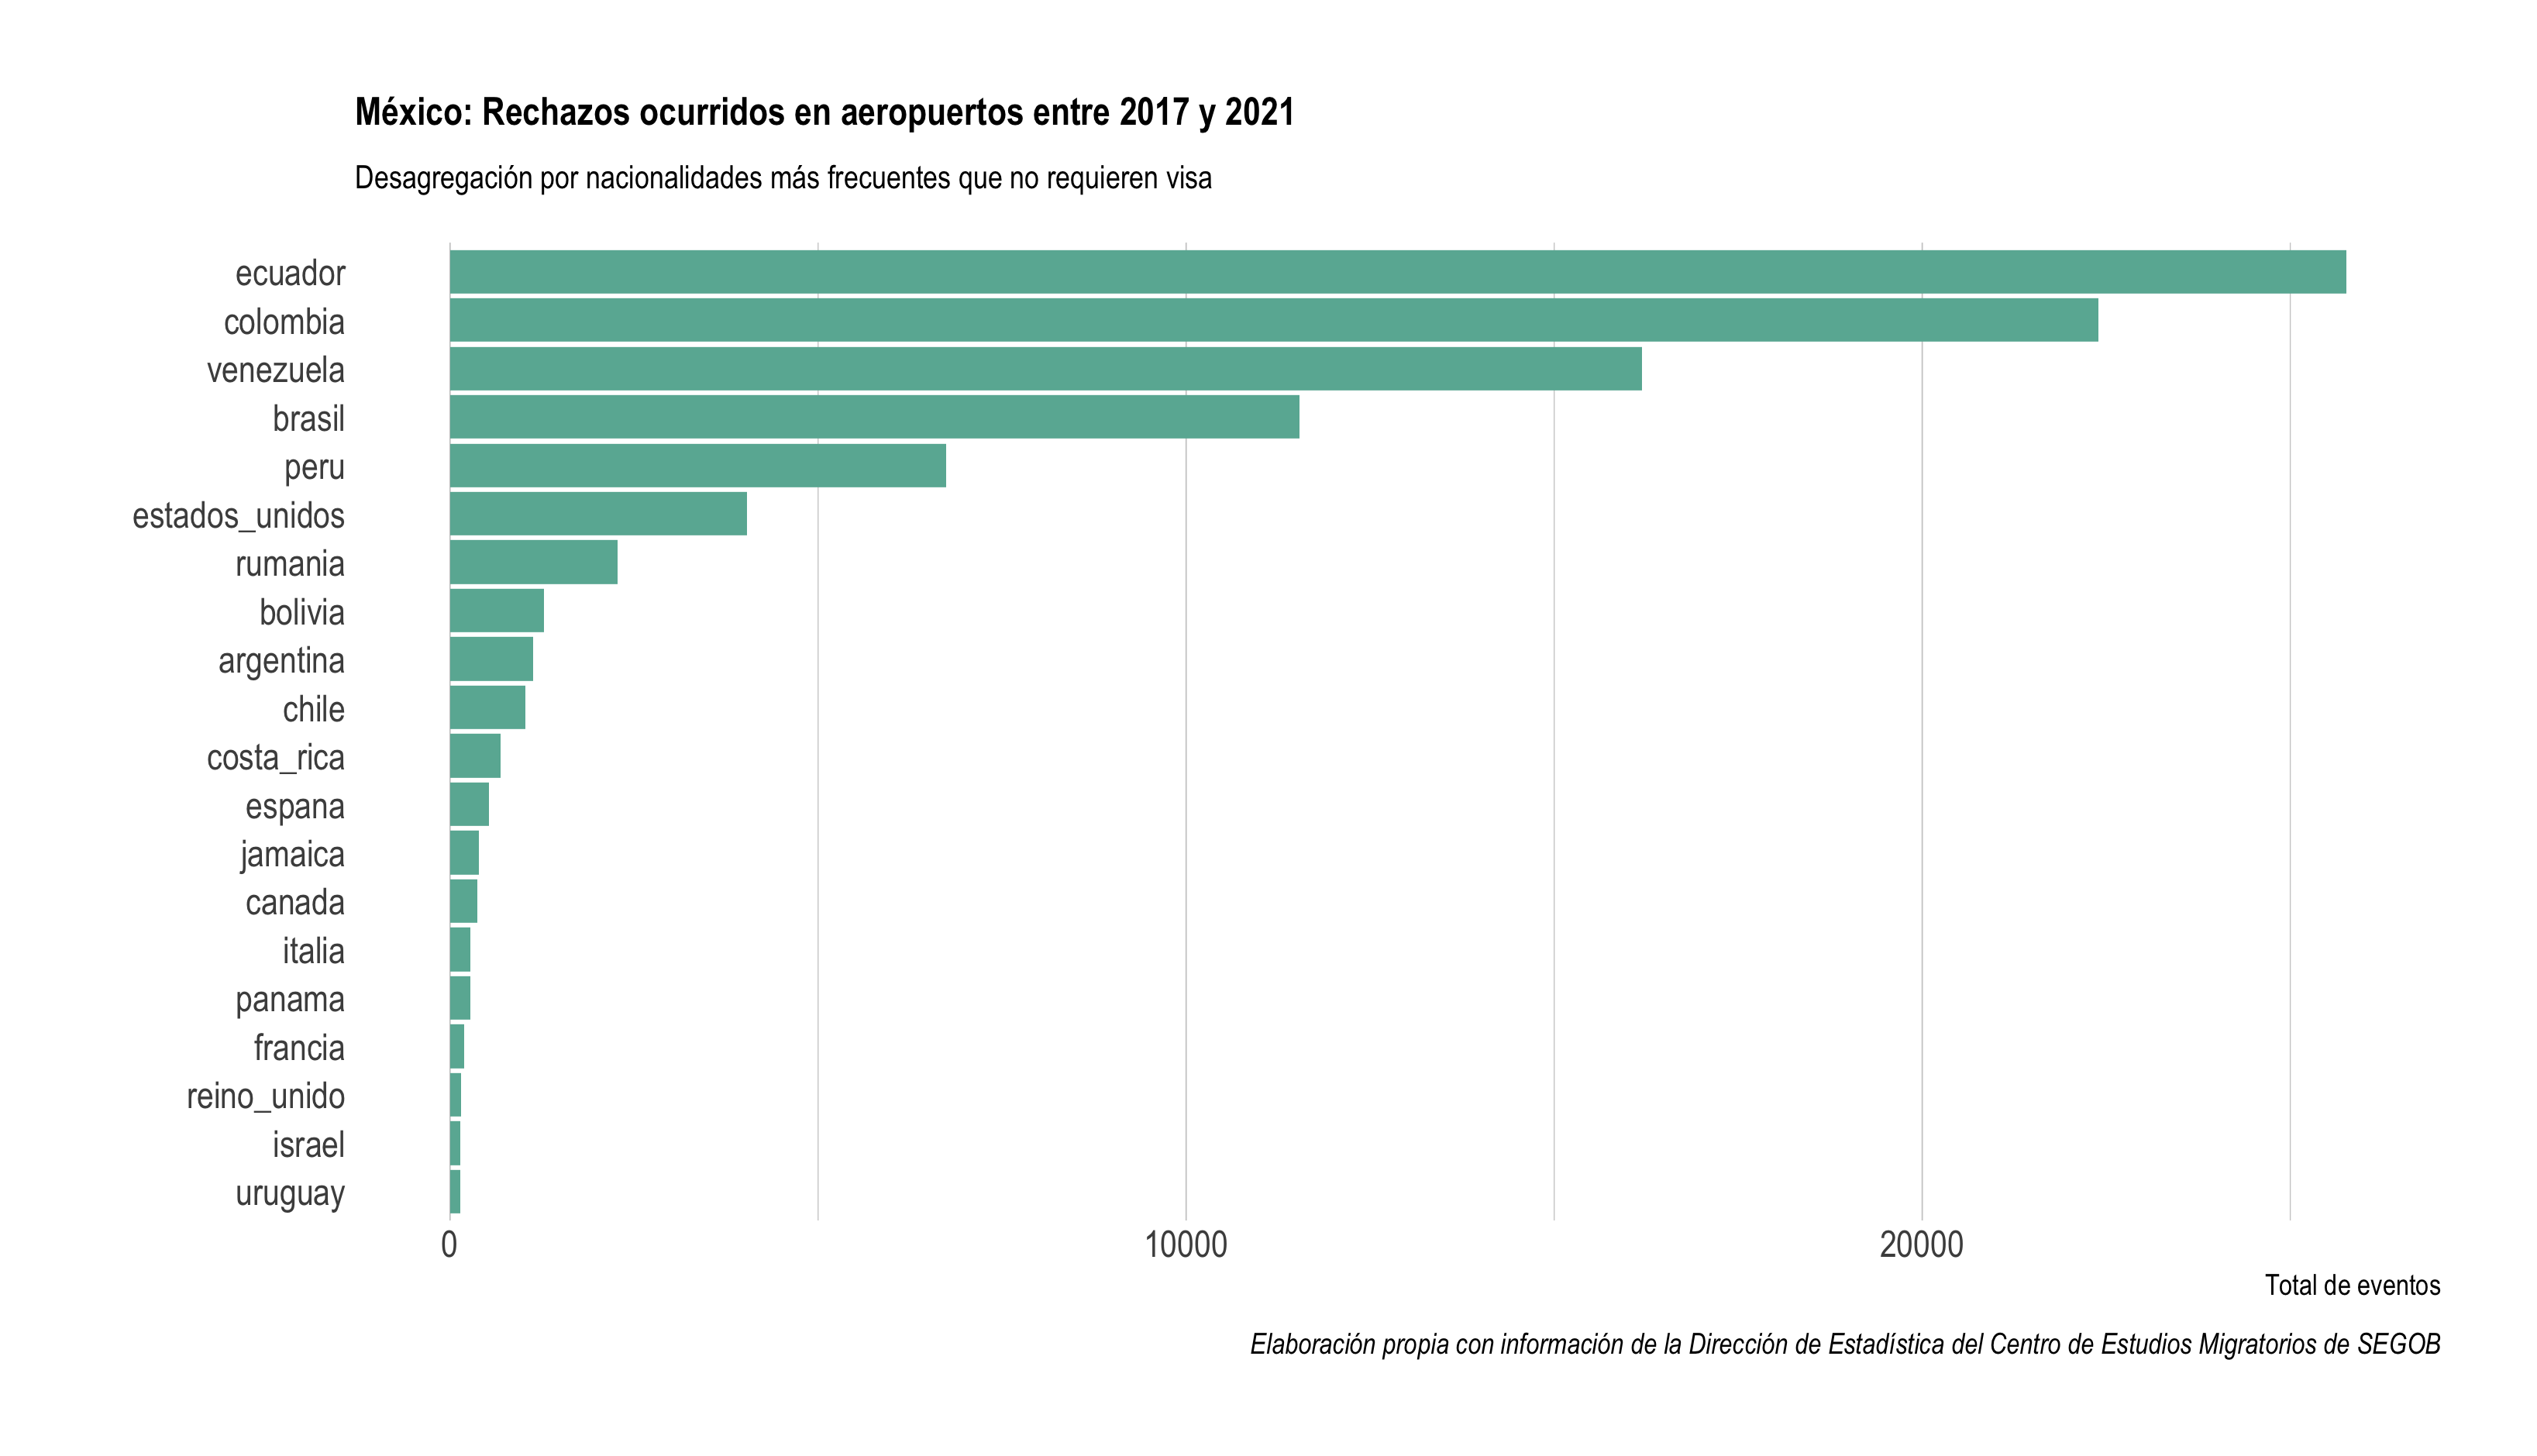 México: Rechazos ocurridos en aeropuertos entre 2017 y 2021
Desagregación por nacionalidades más frecuentes que no requieren visa
ecuador
colombia
venezuela
brasil
peru
estados_unidos
rumania
bolivia
argentina
chile
costa_rica
espana
jamaica
canada
italia
panama
francia
reino_unido
israel
uruguay
0 10000 20000
Total de eventos
Elaboración propia con información de la Dirección de Estadística del Centro de Estudios Migratorios de SEGOB